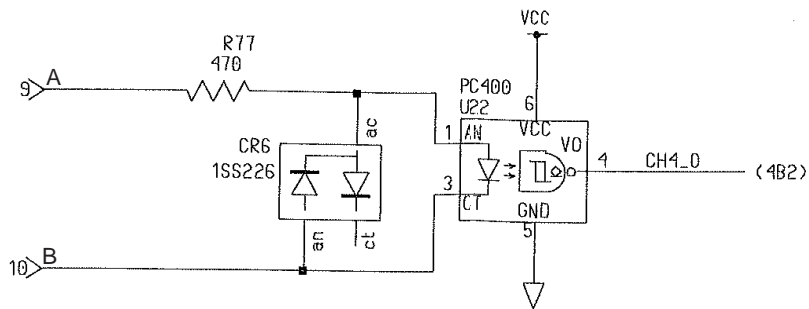 VCC
R77
470
9 A
PC400
U22
6
VCC
1 AN
VO
ac
CR6
1SS226
4 CH4_0 (4B2)
3
CT
GND
5
an
ct
10 B